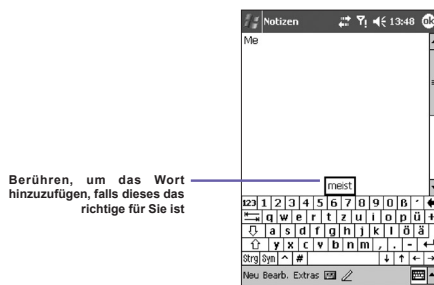 Notizen 13:48 ok
Me
Berühren, um das Wort
hinzuzufügen, falls dieses das
richtige für Sie ist
meist
123 1 2 3 4 5 6 7 8 9 0 ß ´
q w e r t z u i o p ü +
a s d f g h j k l ö ä
y x c v b n m , . -
Strg Syn ^ #
Neu Bearb. Extras